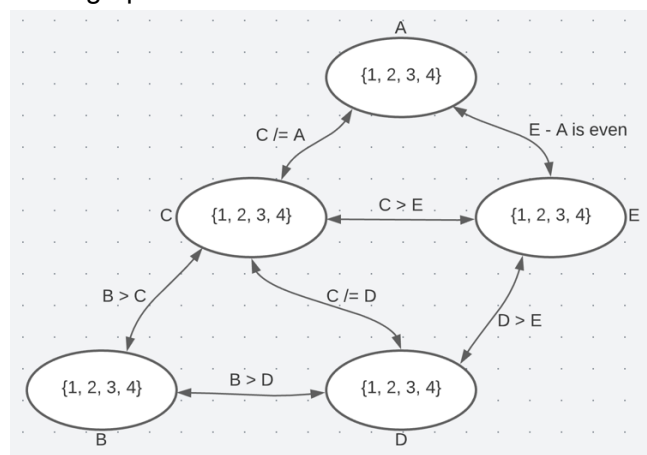 A
{1, 2, 3, 4}
C /= A
E - A is even
C
{1, 2, 3, 4}
C > E
{1, 2, 3, 4}
E
B > C
C /= D
D > E
{1, 2, 3, 4}
B > D
{1, 2, 3, 4}
B
D